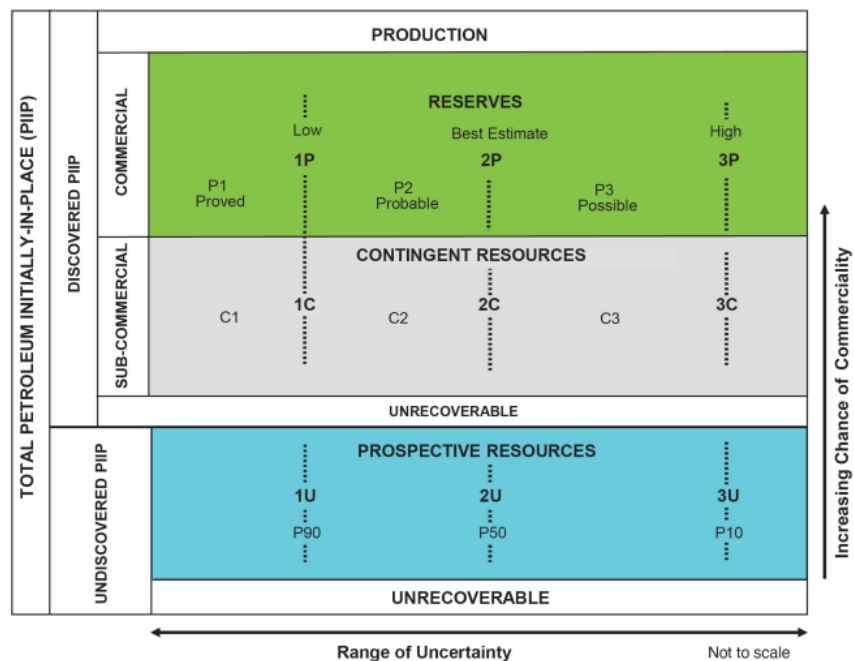 TOTAL PETROLEUM INITIALLY-IN-PLACE (PIIP)
DISCOVERED PIIP
UNDISCOVERED PIIP
COMMERCIAL
SUB-COMMERCIAL
PRODUCTION
RESERVES
Low
Best Estimate
High
1P
2P
3P
P1
Proved
P2
Probable
P3
Possible
CONTINGENT RESOURCES
1C
2C
3C
C1
C2
C3
UNRECOVERABLE
PROSPECTIVE RESOURCES
1U
2U
3U
P90
P50
P10
UNRECOVERABLE
Increasing Chance of Commerciality
Range of Uncertainty
Not to scale